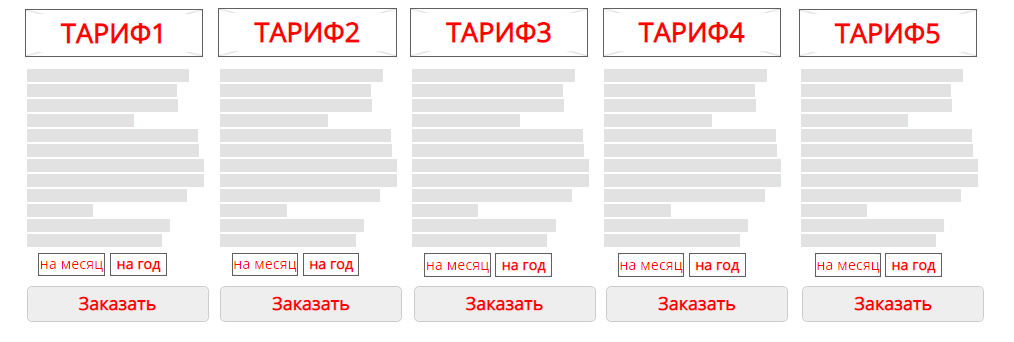 ТАРИФ1 ТАРИФ2 ТАРИФ3 ТАРИФ4 ТАРИФ5
на месяц на год на месяц на год на месяц на год на месяц на год на месяц на год
Заказать Заказать Заказать Заказать Заказать